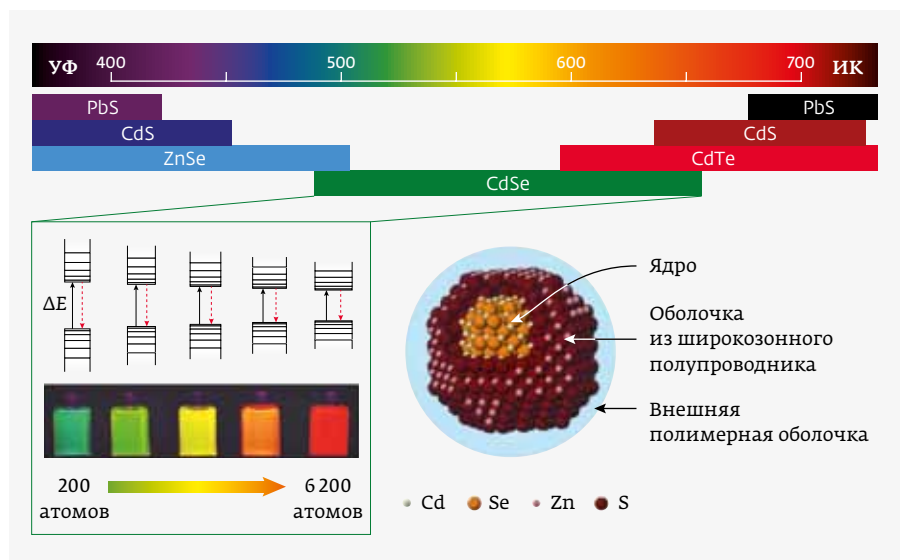 УФ 400 500 600 700 ИК
PbS PbS
CdS CdS
ZnSe CdTe
CdSe
ΔE
200
атомов
6 200
атомов
Ядро
Оболочка
из широкозонного
полупроводника
Внешняя
полимерная оболочка
Cd Se Zn S